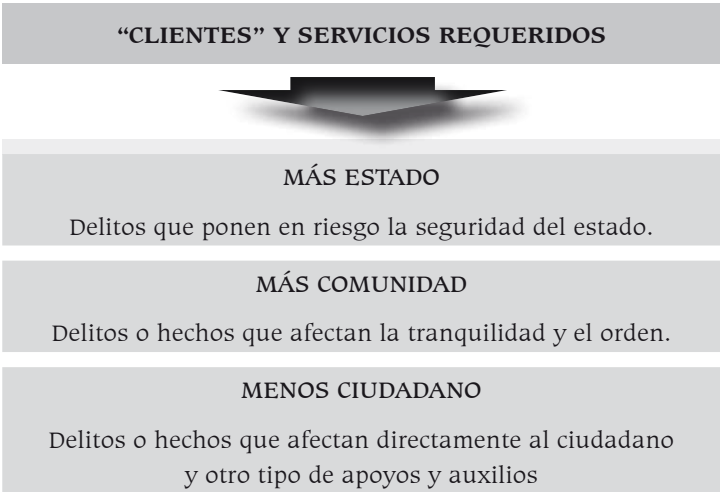 “CLIENTES” Y SERVICIOS REQUERIDOS
MÁS ESTADO
Delitos que ponen en riesgo la seguridad del estado.
MÁS COMUNIDAD
Delitos o hechos que afectan la tranquilidad y el orden.
MENOS CIUDADANO
Delitos o hechos que afectan directamente al ciudadano
y otro tipo de apoyos y auxilios